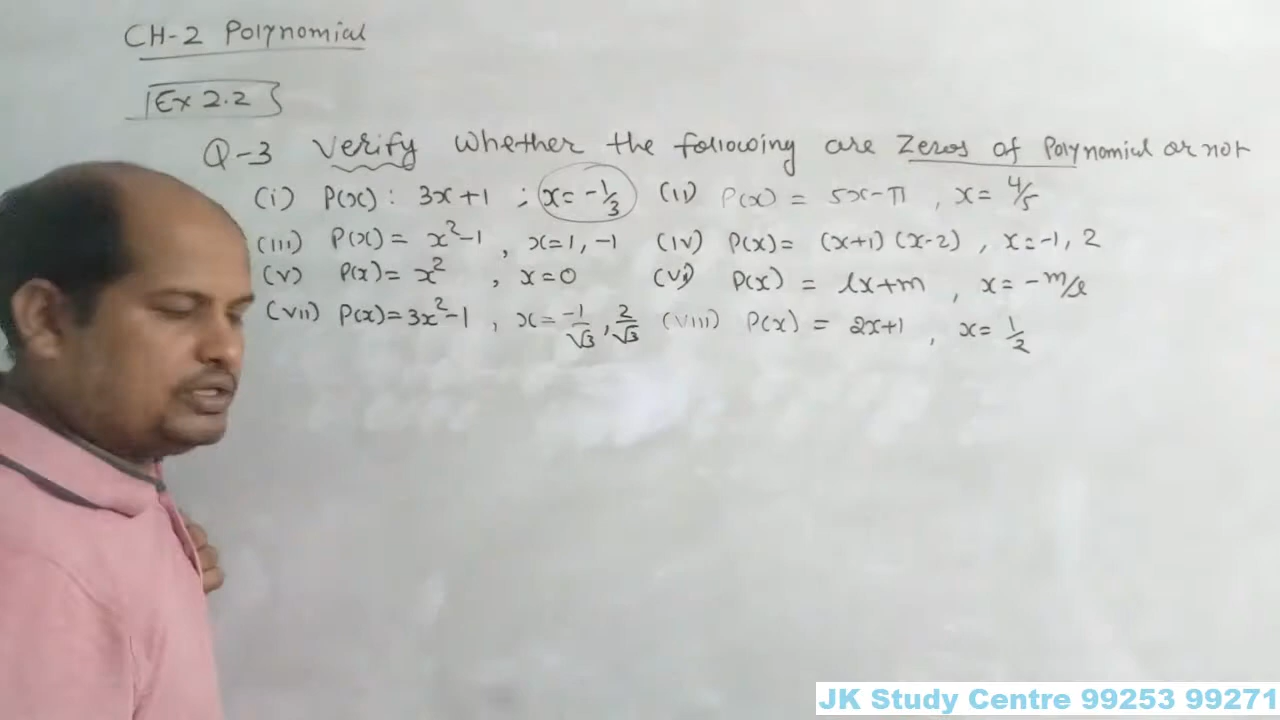 CH-2 Polynomial
Ex 2.2
Q-3 Verify whether the following are Zeros of Polynomial or not
(i) P(x) : 3x+1 ; x = -1/3 (ii) P(x) = 5x-π , x = 4/5
(iii) P(x) = x²-1 , x=1, -1 (iv) P(x) = (x+1) (x-2) , x=-1, 2
(v) P(x) = x² , x=0 (vi) P(x) = lx+m , x = -m/l
(vii) P(x) = 3x²-1 , x = -1/√3 , 2/√3 (viii) P(x) = 2x+1 , x = 1/2
JK Study Centre 99253 99271